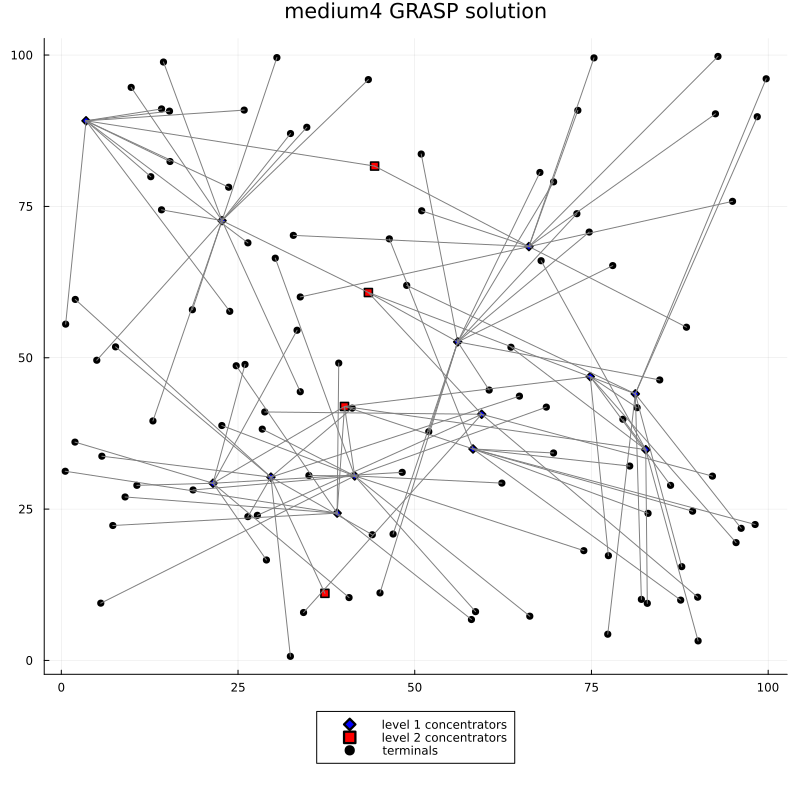 medium4 GRASP solution
100
75
50
25
0
0 25 50 75 100
level 1 concentrators
level 2 concentrators
terminals